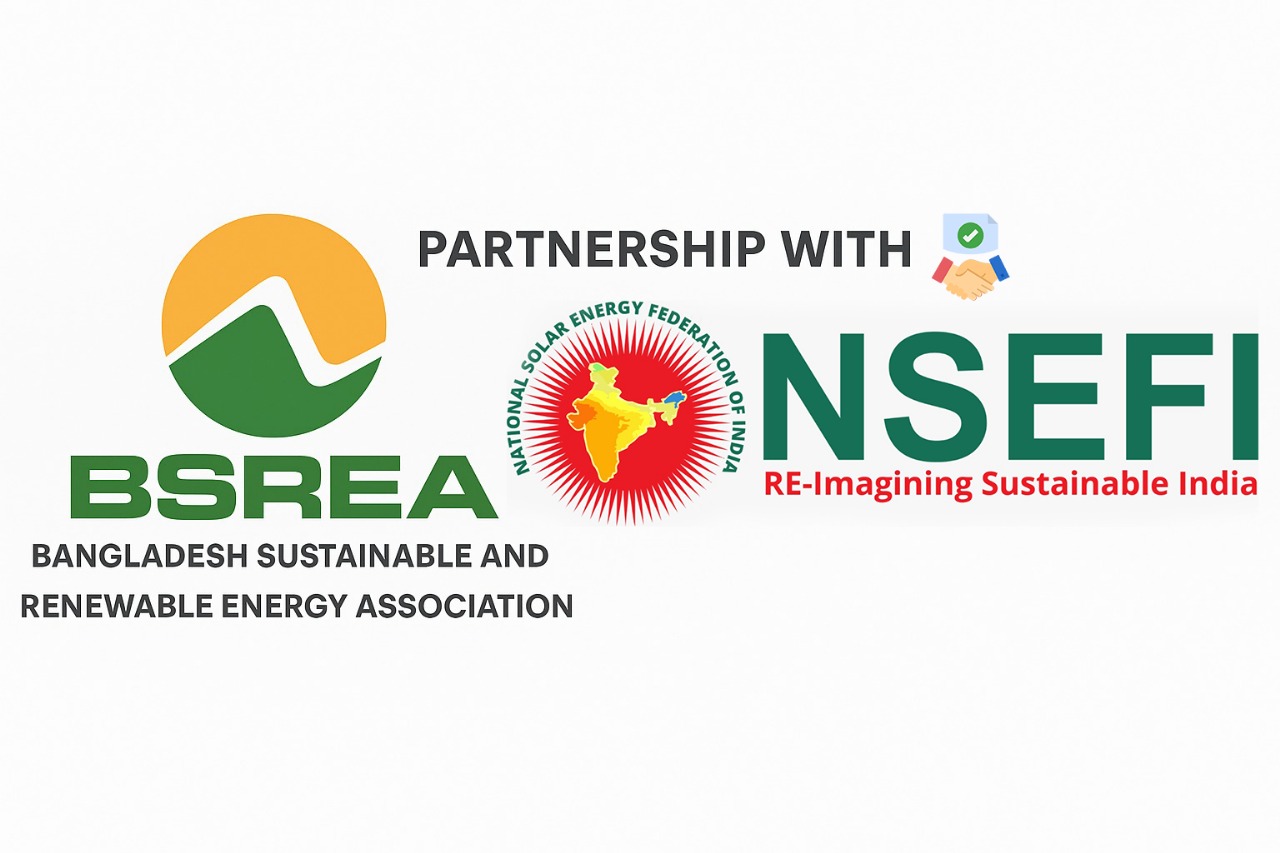 PARTNERSHIP WITH
BSREA
BANGLADESH SUSTAINABLE AND
RENEWABLE ENERGY ASSOCIATION
NATIONAL SOLAR ENERGY FEDERATION OF INDIA
NSEFI
RE-Imagining Sustainable India